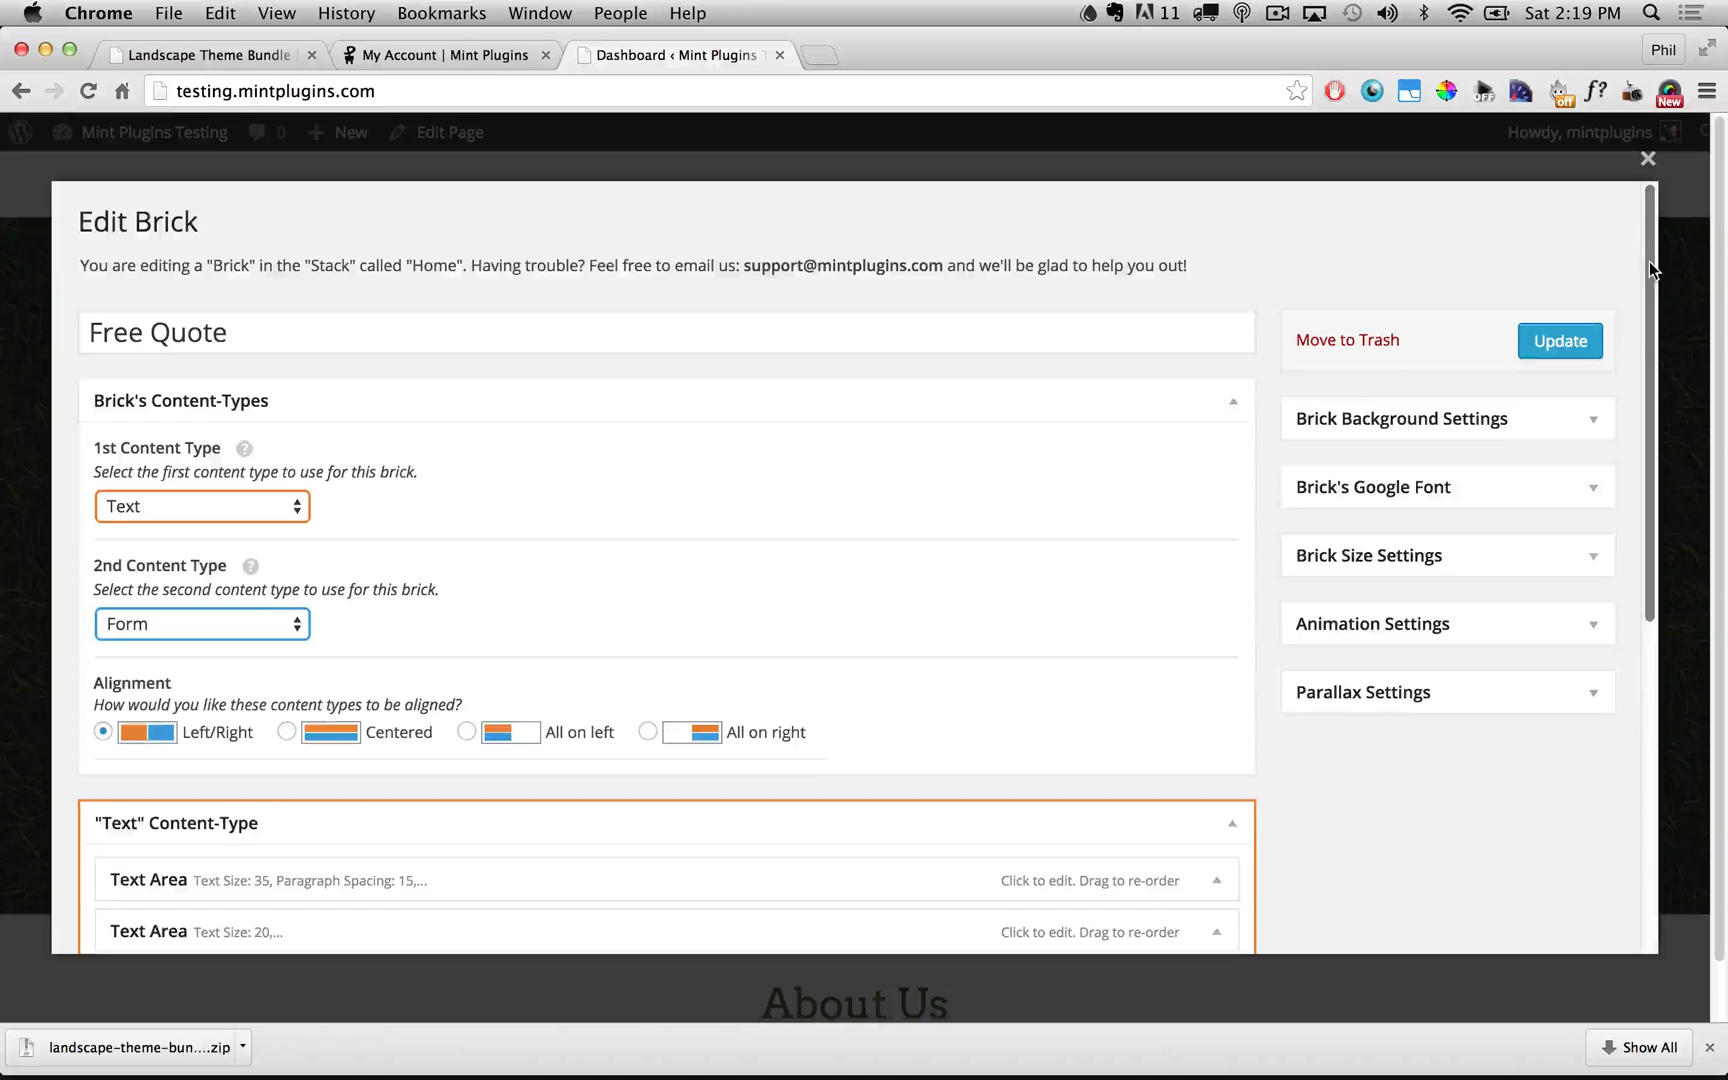 Chrome File Edit View History Bookmarks Window People Help 11 Sat 2:19 PM
Landscape Theme Bundle My Account | Mint Plugins Dashboard ‹ Mint Plugins Phil
testing.mintplugins.com OFF off f? New
Mint Plugins Testing 0 New Edit Page Howdy, mintplugins
Edit Brick
You are editing a "Brick" in the "Stack" called "Home". Having trouble? Feel free to email us: support@mintplugins.com and we'll be glad to help you out!
Free Quote
Move to Trash Update
Brick's Content-Types
Brick Background Settings
1st Content Type ?
Select the first content type to use for this brick.
Brick's Google Font
Text
Brick Size Settings
2nd Content Type ?
Select the second content type to use for this brick.
Form
Animation Settings
Alignment
Parallax Settings
How would you like these content types to be aligned?
Left/Right Centered All on left All on right
"Text" Content-Type
Text Area Text Size: 35, Paragraph Spacing: 15,... Click to edit. Drag to re-order
Text Area Text Size: 20,... Click to edit. Drag to re-order
About Us
landscape-theme-bun....zip Show All